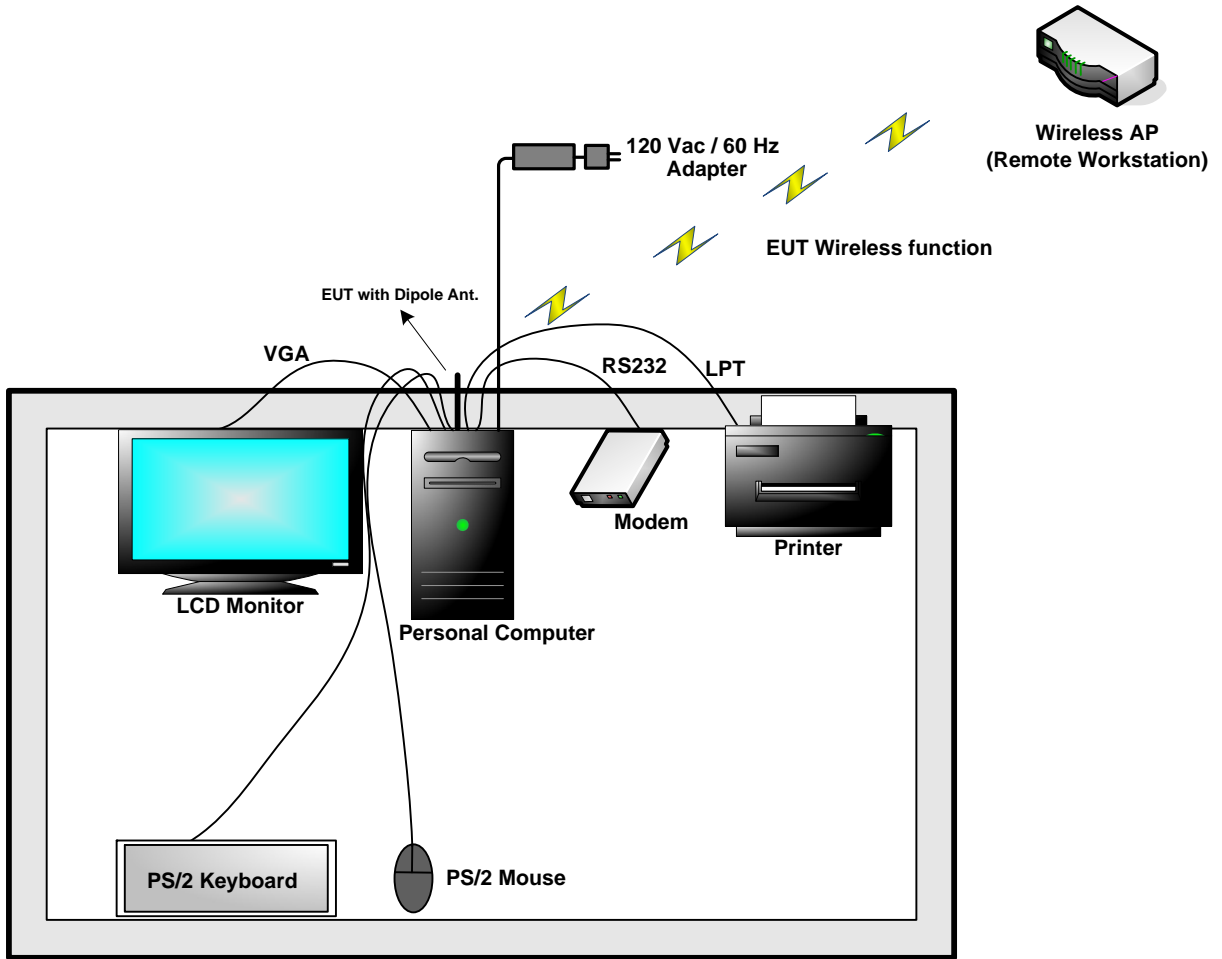 Wireless AP
(Remote Workstation)
120 Vac / 60 Hz
Adapter
EUT Wireless function
EUT with Dipole Ant.
VGA
RS232
LPT
Modem
Printer
LCD Monitor
Personal Computer
PS/2 Keyboard
PS/2 Mouse